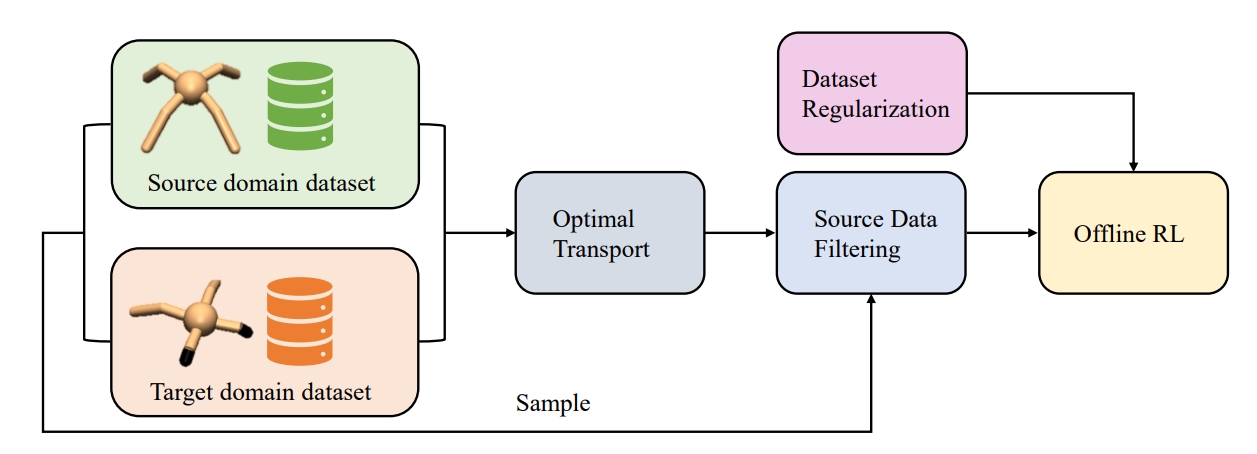 Source domain dataset
Target domain dataset
Sample
Optimal
Transport
Dataset
Regularization
Source Data
Filtering
Offline RL